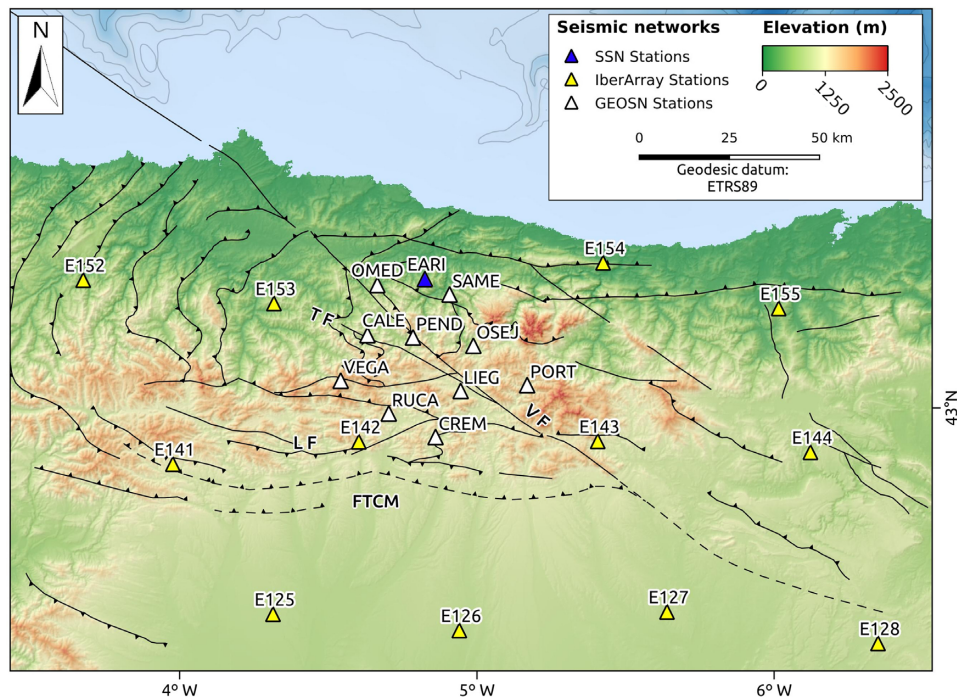 N
Seismic networks
SSN Stations
IberArray Stations
GEOSN Stations
Elevation (m)
0
1250
2500
0 25 50 km
Geodesic datum:
ETRS89
E154
E152
OMED
EARI
SAME
E153
E155
TF
CALE
PEND
OSEJ
VEGA
LIEG
PORT
RUCA
VF
43°N
CREM
LF
E142
E143
E144
E141
FTCM
E125
E126
E127
E128
4° W
5° W
6° W